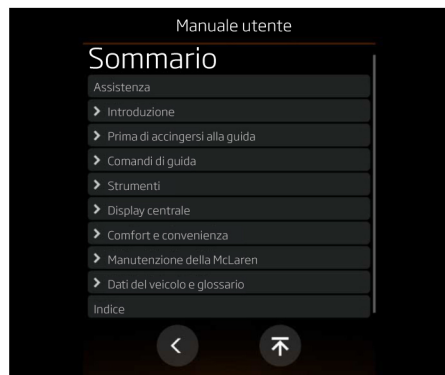 Manuale utente
Sommario
Assistenza
Introduzione
Prima di accingersi alla guida
Comandi di guida
Strumenti
Display centrale
Comfort e convenienza
Manutenzione della McLaren
Dati del veicolo e glossario
Indice